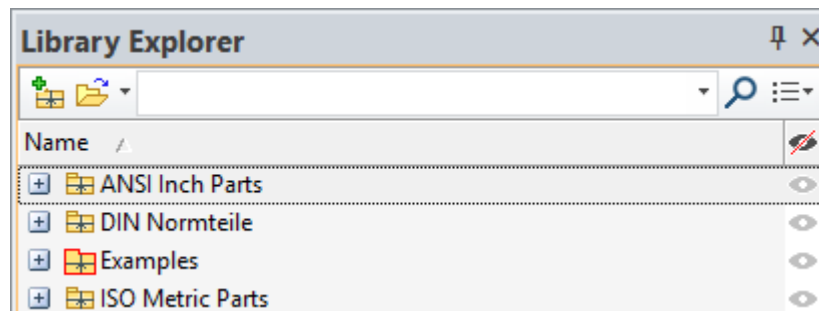 Library Explorer
Name
ANSI Inch Parts
DIN Normteile
Examples
ISO Metric Parts